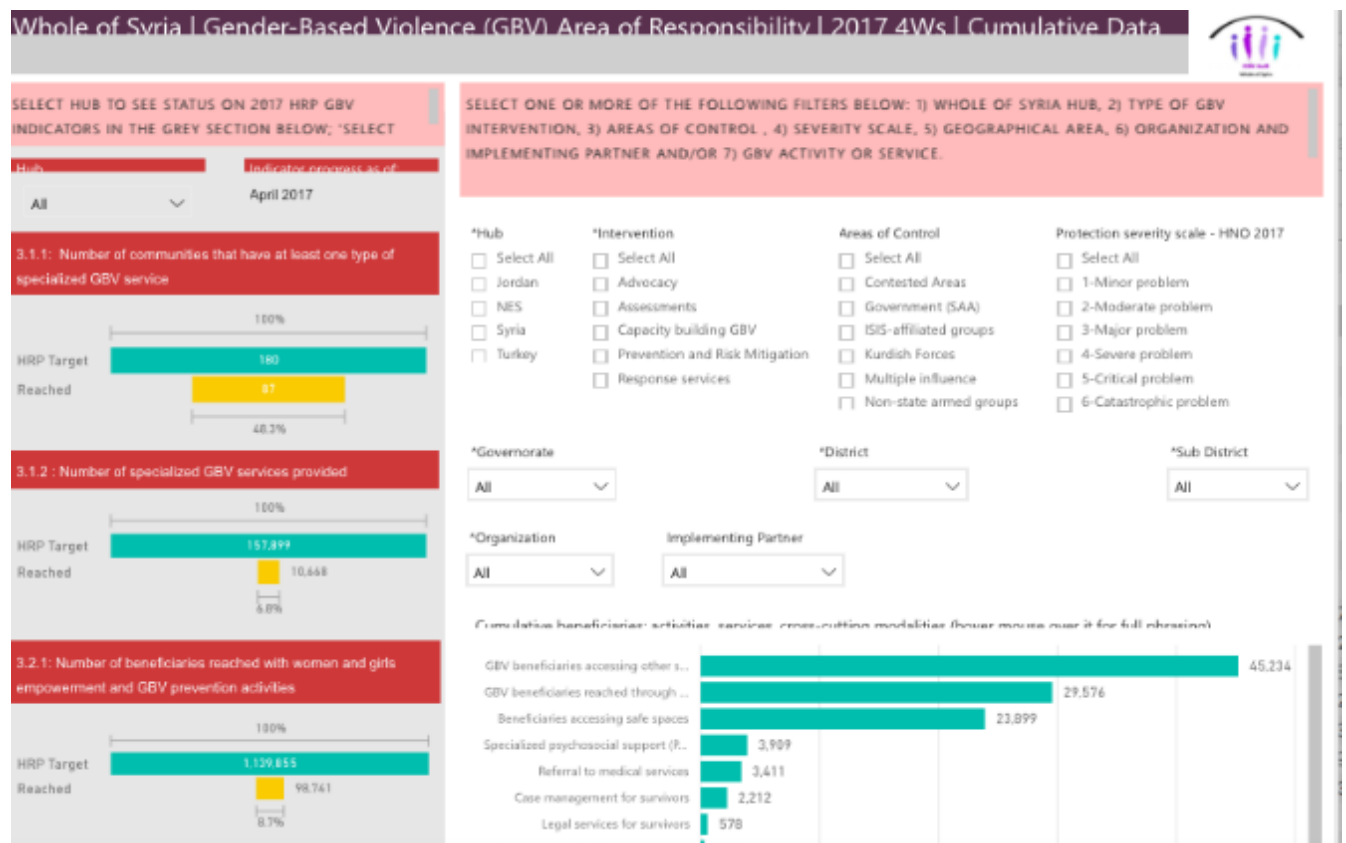 Whole of Syria | Gender-Based Violence (GBV) Area of Responsibility | 2017 4Ws | Cumulative Data
SELECT HUB TO SEE STATUS ON 2017 HRP GBV
INDICATORS IN THE GREY SECTION BELOW; 'SELECT
Hub
Indicator progress as of:
All
April 2017
3.1.1: Number of communities that have at least one type of
specialized GBV service
100%
HRP Target
180
Reached
87
48.3%
3.1.2 : Number of specialized GBV services provided
100%
HRP Target
157,899
Reached
10,668
6.8%
3.2.1: Number of beneficiaries reached with women and girls
empowerment and GBV prevention activities
100%
HRP Target
1,139,855
Reached
98,741
8.7%
SELECT ONE OR MORE OF THE FOLLOWING FILTERS BELOW: 1) WHOLE OF SYRIA HUB, 2) TYPE OF GBV
INTERVENTION, 3) AREAS OF CONTROL , 4) SEVERITY SCALE, 5) GEOGRAPHICAL AREA, 6) ORGANIZATION AND
IMPLEMENTING PARTNER AND/OR 7) GBV ACTIVITY OR SERVICE.
*Hub
Select All
Jordan
NES
Syria
Turkey
*Intervention
Select All
Advocacy
Assessments
Capacity building GBV
Prevention and Risk Mitigation
Response services
Areas of Control
Select All
Contested Areas
Government (SAA)
ISIS-affiliated groups
Kurdish Forces
Multiple influence
Non-state armed groups
Protection severity scale - HNO 2017
Select All
1-Minor problem
2-Moderate problem
3-Major problem
4-Severe problem
5-Critical problem
6-Catastrophic problem
*Governorate
All
*District
All
*Sub District
All
*Organization
All
Implementing Partner
All
Cumulative beneficiaries: activities, services, cross-cutting modalities (hover mouse over it for full phrasing)
GBV beneficiaries accessing other s... 45,234
GBV beneficiaries reached through ... 29,576
Beneficiaries accessing safe spaces 23,899
Specialized psychosocial support (P... 3,909
Referral to medical services 3,411
Case management for survivors 2,212
Legal services for survivors 578